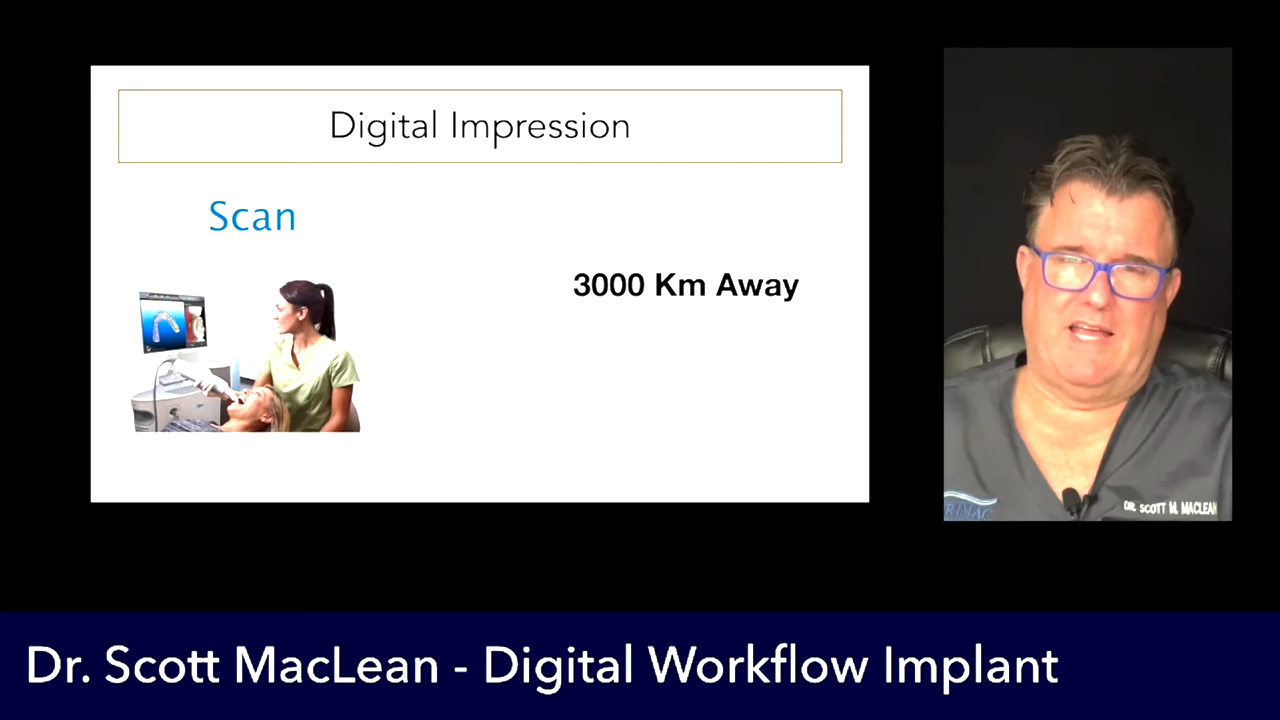 Digital Impression
Scan
3000 Km Away
DR. SCOTT M. MACLEAN
Dr. Scott MacLean - Digital Workflow Implant